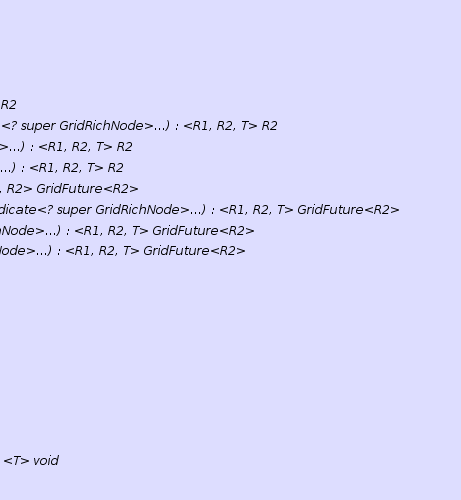 R2
<? super GridRichNode>...) : <R1, R2, T> R2
>...) : <R1, R2, T> R2
...) : <R1, R2, T> R2
, R2> GridFuture<R2>
dicate<? super GridRichNode>...) : <R1, R2, T> GridFuture<R2>
Node>...) : <R1, R2, T> GridFuture<R2>
Node>...) : <R1, R2, T> GridFuture<R2>
<T> void